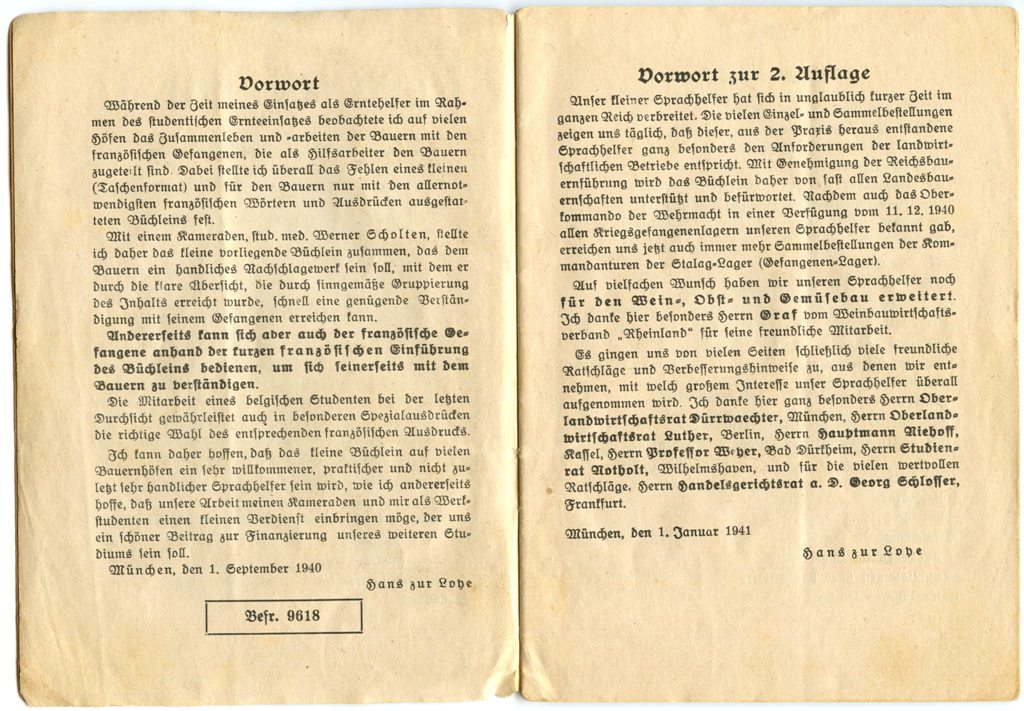 Vorwort
Während der Zeit meines Einsatzes als Erntehelfer im Rah-
men des studentischen Ernteeinsatzes beobachtete ich auf vielen
Höfen das Zusammenleben und -arbeiten der Bauern mit den
französischen Gefangenen, die als Hilfsarbeiter den Bauern
zugeteilt sind. Dabei stellte ich überall das Fehlen eines kleinen
(Taschenformat) und für den Bauern nur mit den allernot-
wendigsten französischen Wörtern und Ausdrücken ausgestat-
teten Büchleins fest.
Mit einem Kameraden, stud. med. Werner Scholten, stellte
ich daher das kleine vorliegende Büchlein zusammen, das dem
Bauern ein handliches Nachschlagewerk sein soll, mit dem er
durch die klare Übersicht, die durch sinngemäße Gruppierung
des Inhalts erreicht wurde, schnell eine genügende Verstän-
digung mit seinem Gefangenen erreichen kann.
Andererseits kann sich aber auch der französische Ge-
fangene anhand der kurzen französischen Einführung
des Büchleins bedienen, um sich seinerseits mit dem
Bauern zu verständigen.
Die Mitarbeit eines belgischen Studenten bei der letzten
Durchsicht gewährleistet auch in besonderen Spezialausdrücken
die richtige Wahl des entsprechenden französischen Ausdrucks.
Ich kann daher hoffen, daß das kleine Büchlein auf vielen
Bauernhöfen ein sehr willkommener, praktischer und nicht zu-
letzt sehr handlicher Sprachhelfer sein wird, wie ich andererseits
hoffe, daß unsere Arbeit meinen Kameraden und mir als Werk-
studenten einen kleinen Verdienst einbringen möge, der uns
ein schöner Beitrag zur Finanzierung unseres weiteren Stu-
diums sein soll.
München, den 1. September 1940
Hans zur Loye
Befr. 9618
Vorwort zur 2. Auflage
Unser kleiner Sprachhelfer hat sich in unglaublich kurzer Zeit im
ganzen Reich verbreitet. Die vielen Einzel- und Sammelbestellungen
zeigen uns täglich, daß dieser, aus der Praxis heraus entstandene
Sprachhelfer ganz besonders den Anforderungen der landwirt-
schaftlichen Betriebe entspricht. Mit Genehmigung der Reichsbau-
ernführung wird das Büchlein daher von fast allen Landesbau-
ernschaften unterstützt und befürwortet. Nachdem auch das Ober-
kommando der Wehrmacht in einer Verfügung vom 11. 12. 1940
allen Kriegsgefangenenlagern unseren Sprachhelfer bekannt gab,
erreichen uns jetzt auch immer mehr Sammelbestellungen der Kom-
mandanturen der Stalag-Lager (Gefangenen-Lager).
Auf vielfachen Wunsch haben wir unseren Sprachhelfer noch
für den Wein-, Obst- und Gemüsebau erweitert.
Ich danke hier besonders Herrn Graf vom Weinbauwirtschafts-
verband „Rheinland“ für seine freundliche Mitarbeit.
Es gingen uns von vielen Seiten schließlich viele freundliche
Ratschläge und Verbesserungshinweise zu, aus denen wir ent-
nehmen, mit welch großem Interesse unser Sprachhelfer überall
aufgenommen wird. Ich danke hier ganz besonders Herrn Ober-
landwirtschaftsrat Dürrwaechter, München, Herrn Oberland-
wirtschaftsrat Luther, Berlin, Herrn Hauptmann Niehoff,
Kassel, Herrn Professor Bad Dürkheim, Herrn Studien-
rat Notholt, Wilhelmshaven, und für die vielen wertvollen
Ratschläge, Herrn Handelsgerichtsrat a. D. Georg Schlosser,
Frankfurt.
München, den 1. Januar 1941
Hans zur Loye